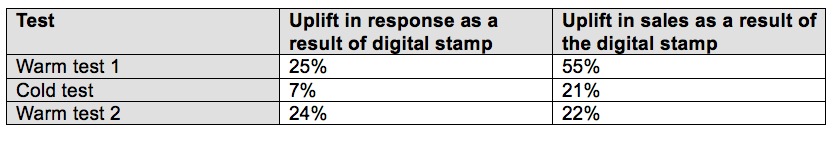 Test Uplift in response as a Uplift in sales as a result of
result of digital stamp the digital stamp
Warm test 1 25% 55%
Cold test 7% 21%
Warm test 2 24% 22%